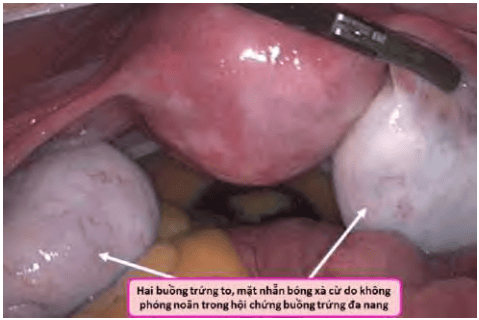 Hai buồng trứng to, mặt nhẵn bóng xà cừ do không
phóng noãn trong hội chứng buồng trứng đa nang